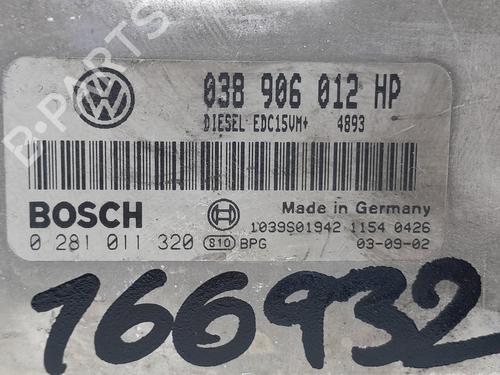 B-PARTS
038 906 012 HP
DIESEL EDC15VM+ 4893
BOSCH
Made in Germany
0 281 011 320 S10 BPG
1039S01942 1154 0426
03-09-02
166932